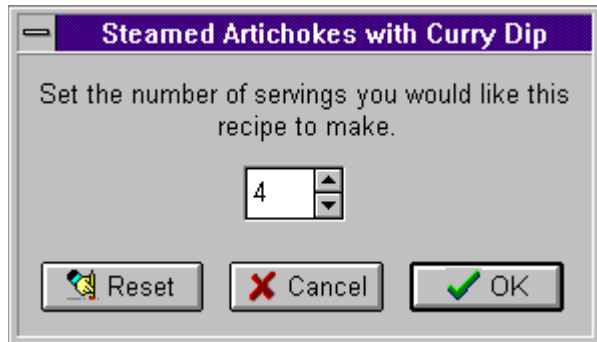 Steamed Artichokes with Curry Dip
Set the number of servings you would like this
recipe to make.
4
Reset Cancel OK